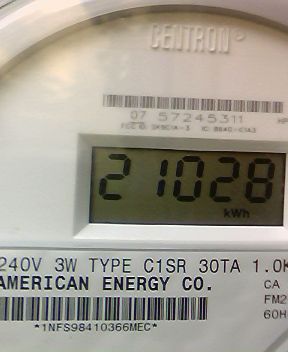 CENTRON®
07 57245311
21028
kWh
240V 3W TYPE C1SR 30TA 1.0K
AMERICAN ENERGY CO.
CA
FM2
60H
*1NFS98410366MEC*